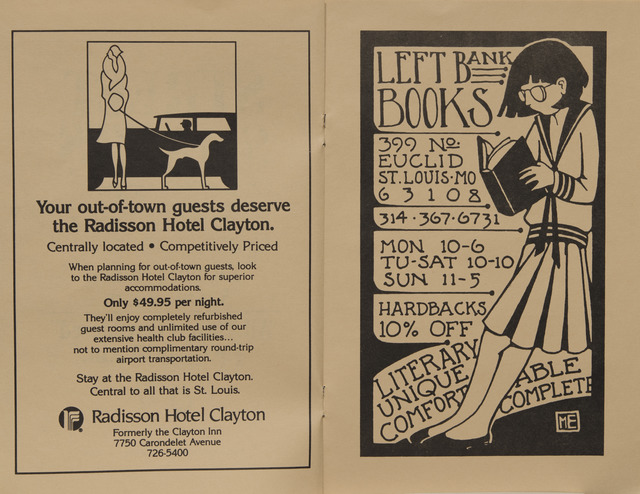 Your out-of-town guests deserve
the Radisson Hotel Clayton.
Centrally located • Competitively Priced
When planning for out-of-town guests, look
to the Radisson Hotel Clayton for superior
accommodations.
Only $49.95 per night.
They'll enjoy completely refurbished
guest rooms and unlimited use of our
extensive health club facilities...
not to mention complimentary round-trip
airport transportation.
Stay at the Radisson Hotel Clayton.
Central to all that is St. Louis.
Radisson Hotel Clayton
Formerly the Clayton Inn
7750 Carondelet Avenue
726-5400
LEFT BANK
BOOKS
399 No.
EUCLID
ST. LOUIS · MO
63108
314 · 367 · 6731
MON 10-6
TU-SAT 10-10
SUN 11-5
HARDBACKS
10% OFF
LITERARY
UNIQUE
COMFORTABLE
COMPLETE
ME